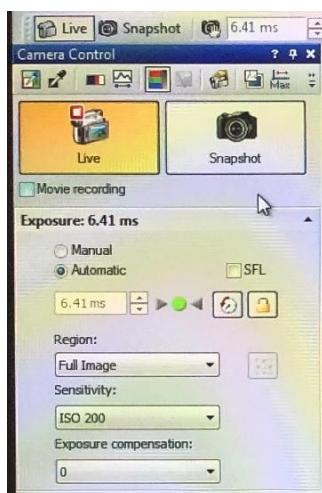 Live Snapshot 6.41 ms
Camera Control ? X
Max
Live Snapshot
Movie recording
Exposure: 6.41 ms
Manual
Automatic SFL
6.41 ms
Region:
Full Image
Sensitivity:
ISO 200
Exposure compensation:
0